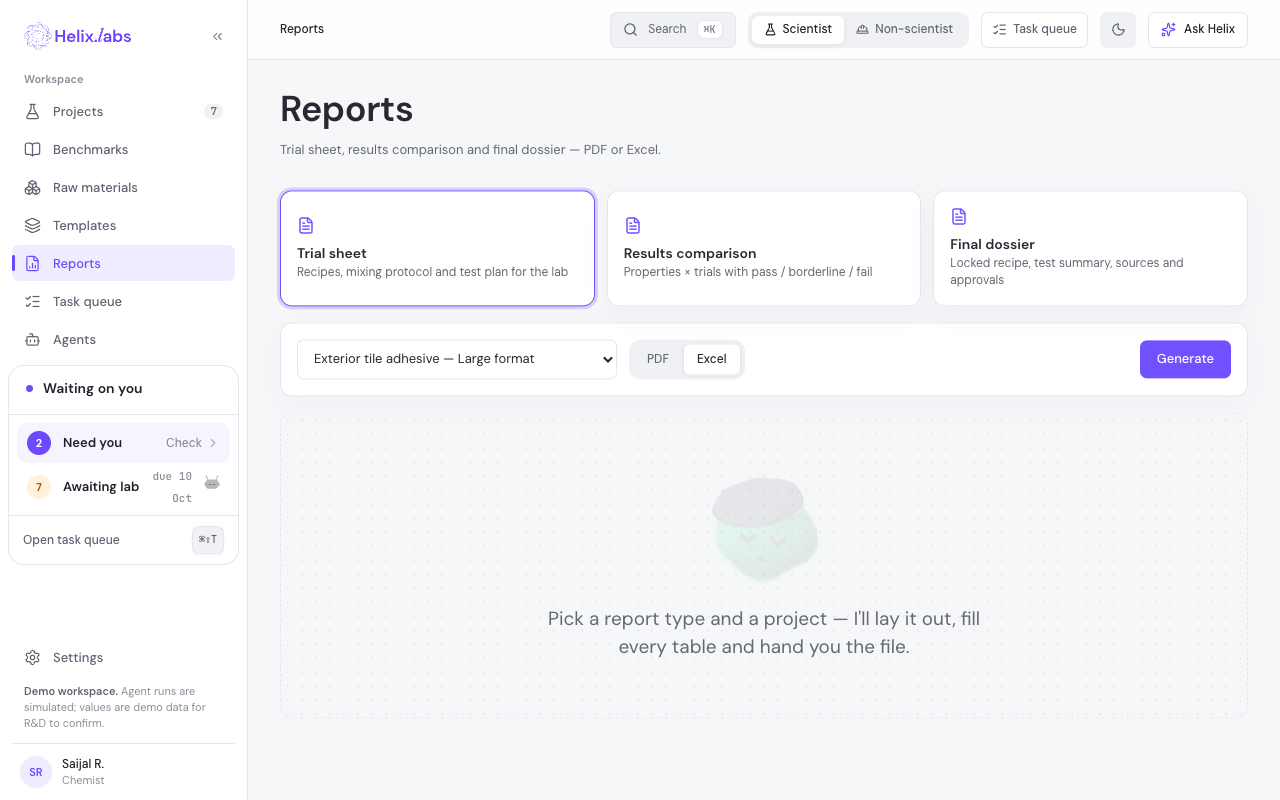 Helix.labs
Workspace
Projects 7
Benchmarks
Raw materials
Templates
Reports
Task queue
Agents
Waiting on you
2 Need you Check
7 Awaiting lab due 10 Oct
Open task queue ⌘⇧T
Settings
Demo workspace. Agent runs are
simulated; values are demo data for
R&D to confirm.
SR Saijal R.
Chemist
Reports
Search ⌘K
Scientist
Non-scientist
Task queue
Ask Helix
Reports
Trial sheet, results comparison and final dossier — PDF or Excel.
Trial sheet
Recipes, mixing protocol and test plan for the lab
Results comparison
Properties × trials with pass / borderline / fail
Final dossier
Locked recipe, test summary, sources and
approvals
Exterior tile adhesive — Large format
PDF
Excel
Generate
Pick a report type and a project — I'll lay it out, fill
every table and hand you the file.